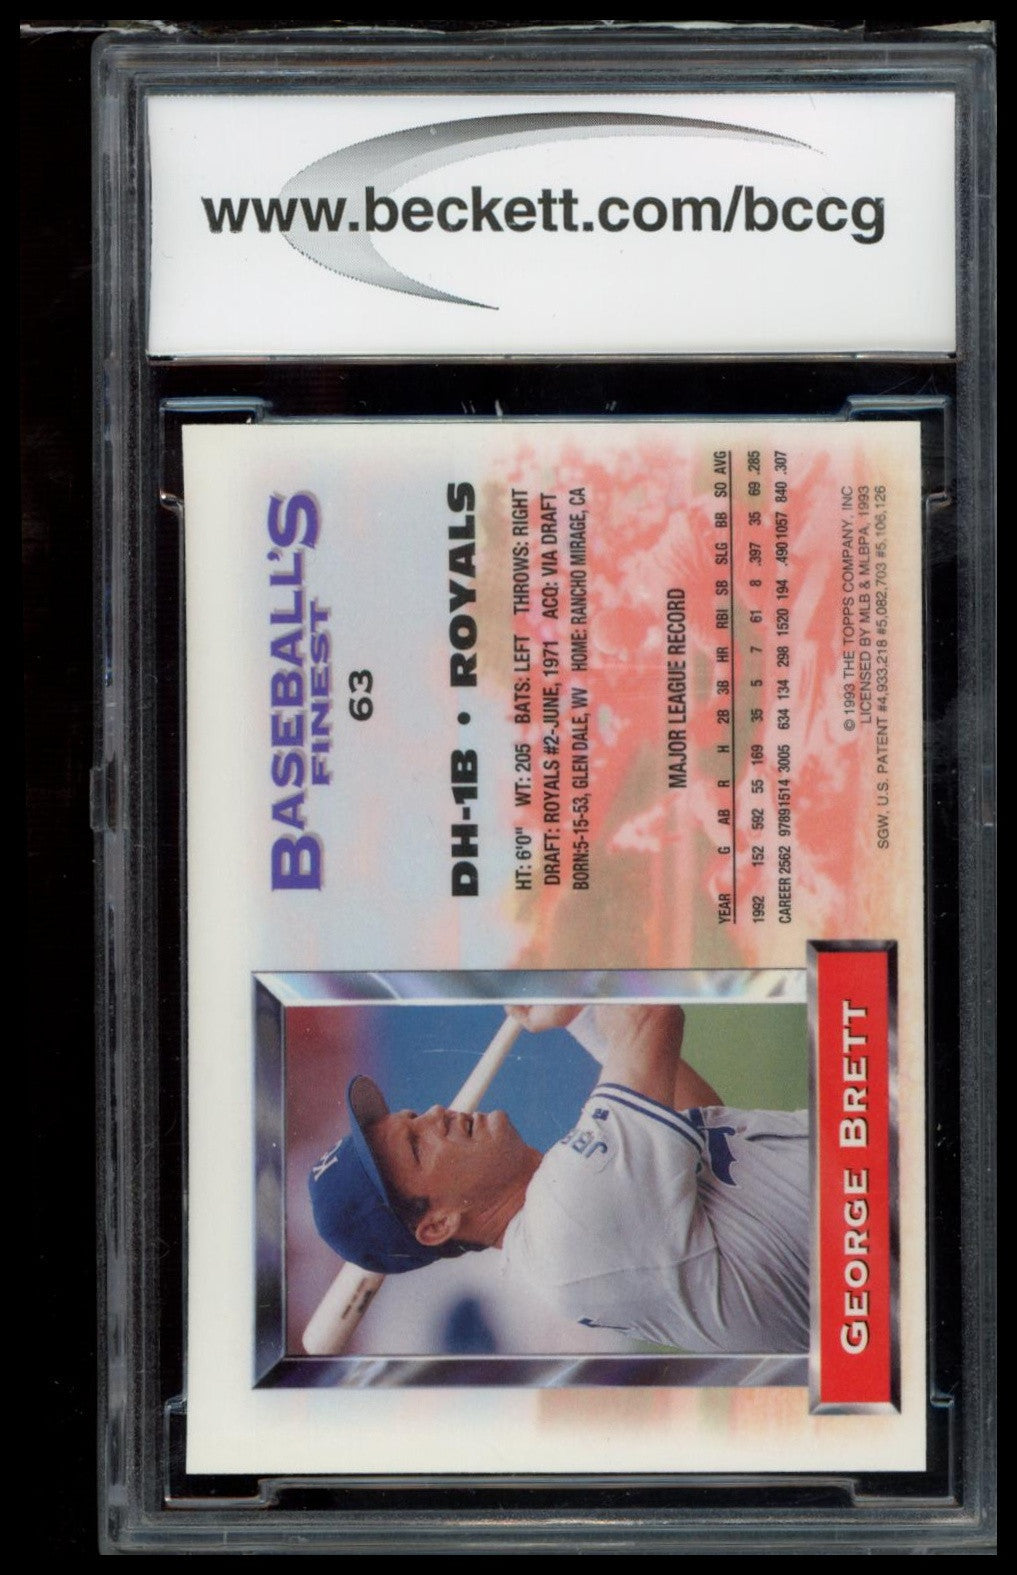 www.beckett.com/bccg
BASEBALL'S
FINEST
63
DH-1B • ROYALS
HT: 6'0" WT: 205 BATS: LEFT THROWS: RIGHT
DRAFT: ROYALS #2-JUNE, 1971 ACQ: VIA DRAFT
BORN:5-15-53, GLEN DALE, WV HOME: RANCHO MIRAGE, CA
MAJOR LEAGUE RECORD
YEAR G AB R H 2B 3B HR RBI SB SLG BB SO AVG
1992 152 592 55 169 35 5 7 61 8 .397 35 69 .285
CAREER 2562 9789 1514 3005 634 134 298 1520 194 .490 1057 840 .307
© 1993 THE TOPPS COMPANY, INC
LICENSED BY MLB & MLBPA, 1993
SGW, U.S. PATENT #4,933,218 #5,082,703 #5,106,126
GEORGE BRETT